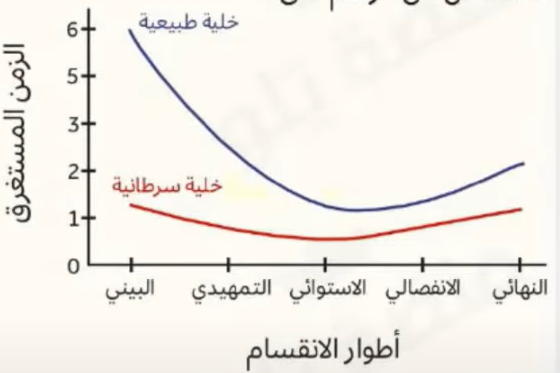 خلية طبيعية
خلية سرطانية
الزمن المستغرق
6
5
3
2
1
0
البيني
التمهيدي
الاستوائي
الانفصالي
النهائي
أطوار الانقسام